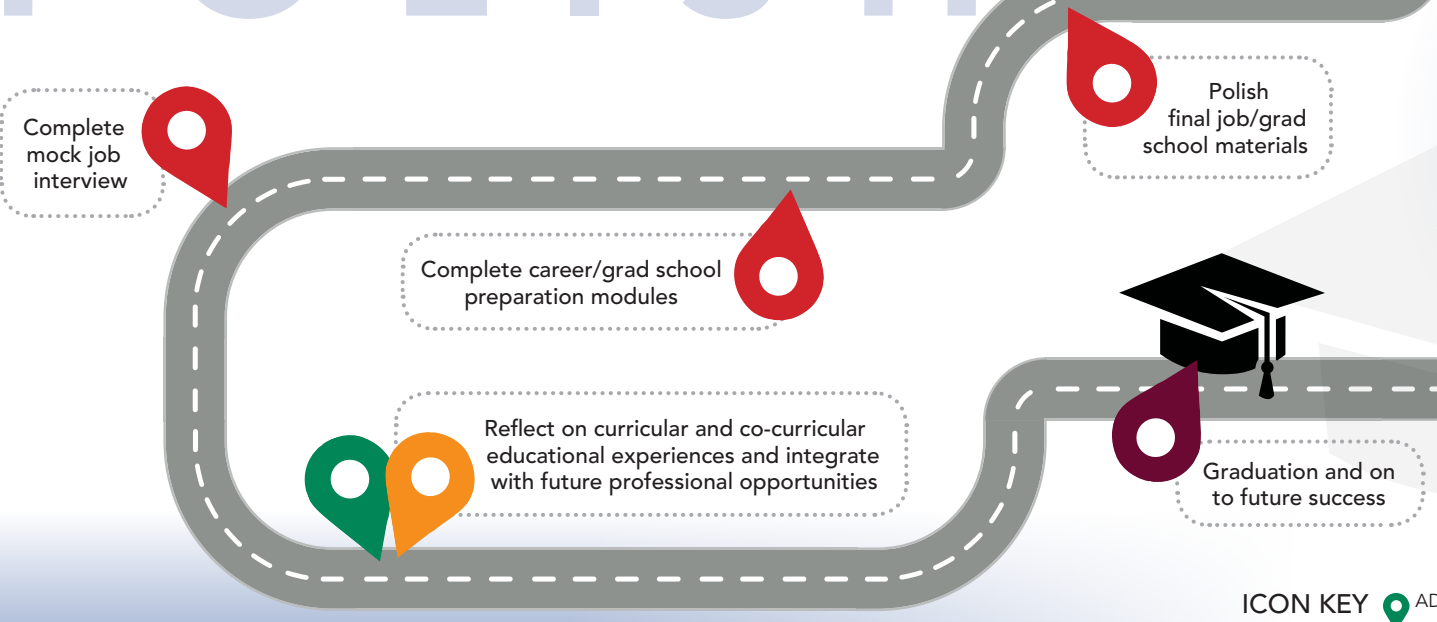 Polish
final job/grad
school materials
Complete
mock job
interview
Complete career/grad school
preparation modules
Reflect on curricular and co-curricular
educational experiences and integrate
with future professional opportunities
Graduation and on
to future success
ICON KEY